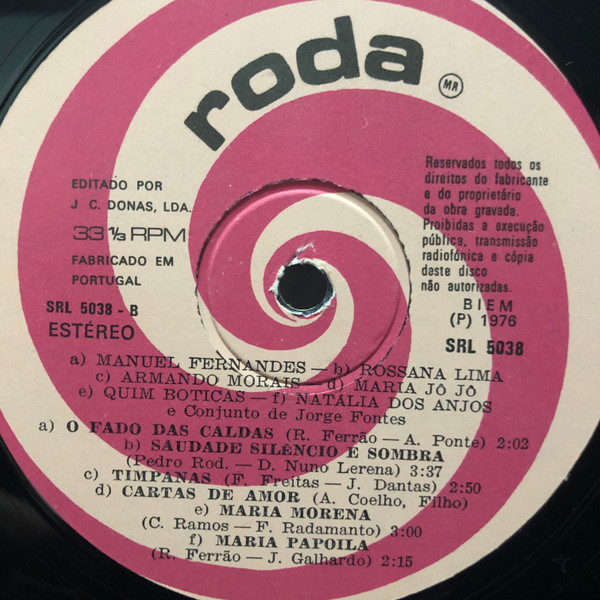 roda
MR
EDITADO POR
J. C. DONAS, LDA.
33 1/3 RPM
FABRICADO EM
PORTUGAL
SRL 5038 - B
ESTÉREO
Reservados todos os
direitos do fabricante
e do proprietário
da obra gravada.
Proibidas a execução
pública, transmissão
radiofónica e cópia
deste disco
não autorizadas.
BIEM
(P) 1976
SRL 5038
a) MANUEL FERNANDES — b) ROSSANA LIMA
c) ARMANDO MORAIS — d) MARIA JÔ JÔ
e) QUIM BOTICAS — f) NATÁLIA DOS ANJOS
e Conjunto de Jorge Fontes
a) O FADO DAS CALDAS (R. Ferrão — A. Ponte) 2:02
b) SAUDADE SILÊNCIO E SOMBRA
(Pedro Rod. — D. Nuno Lerena) 3:37
c) TIMPANAS (F. Freitas — J. Dantas) 2:50
d) CARTAS DE AMOR (A. Coelho, Filho)
e) MARIA MORENA
(C. Ramos — F. Radamanto) 3:00
f) MARIA PAPOILA
(R. Ferrão — J. Galhardo) 2:15